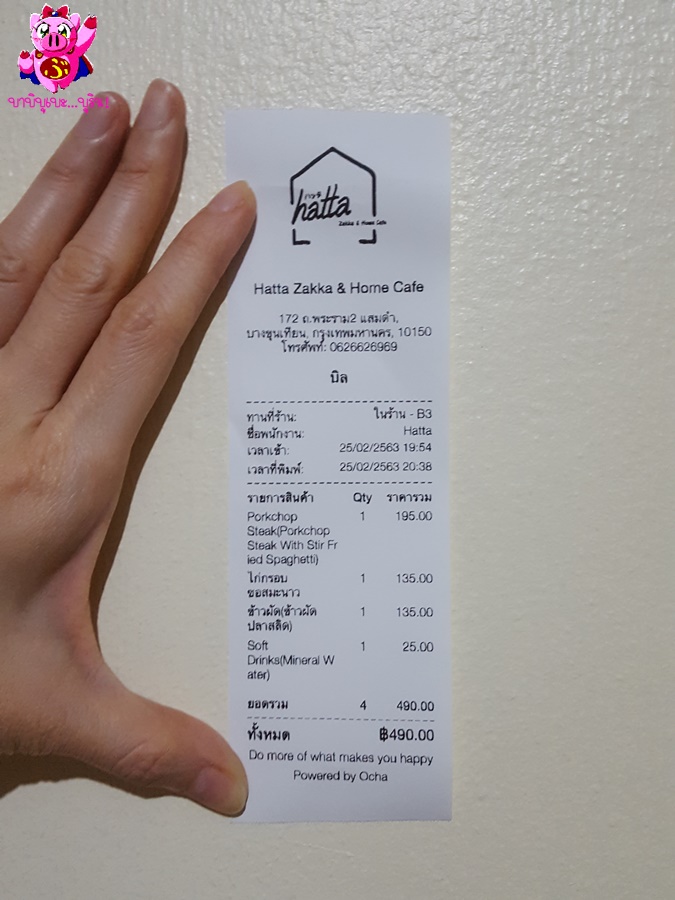 บาบิบูเบะ...บูริน
hatta
Zakka & Home Cafe
Hatta Zakka & Home Cafe
172 ถ.พระราม2 แสมดำ,
บางขุนเทียน, กรุงเทพมหานคร, 10150
โทรศัพท์: 0626626969
บิล
ทานที่ร้าน: ในร้าน - B3
ชื่อพนักงาน: Hatta
เวลาเข้า: 25/02/2563 19:54
เวลาที่พิมพ์: 25/02/2563 20:38
รายการสินค้า Qty ราคารวม
Porkchop 1 195.00
Steak(Porkchop
Steak With Stir Fr
ied Spaghetti)
ไก่กรอบ 1 135.00
ซอสมะนาว
ข้าวผัด(ข้าวผัด 1 135.00
ปลาสลิด)
Soft 1 25.00
Drinks(Mineral W
ater)
ยอดรวม 4 490.00
ทั้งหมด ฿490.00
Do more of what makes you happy
Powered by Ocha